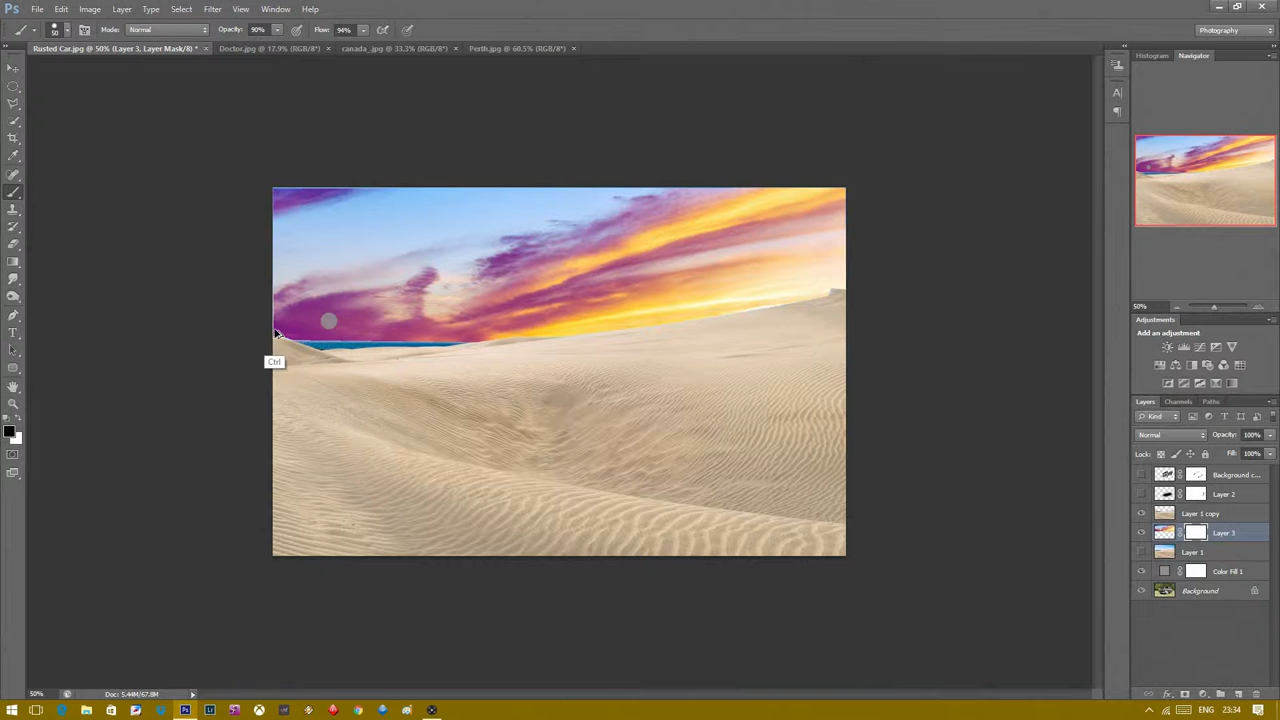 Ps File Edit Image Layer Type Select Filter View Window Help
50 Mode: Normal Opacity: 90% Flow: 94% Photography
Rusted Car.jpg @ 50% (Layer 3, Layer Mask/8) * × Doctor.jpg @ 17.9% (RGB/8*) × canada_.jpg @ 33.3% (RGB/8*) × Perth.jpg @ 60.5% (RGB/8*) ×
Histogram Navigator
50%
Adjustments
Add an adjustment
Ctrl
Layers Channels Paths
Kind
Normal Opacity: 100%
Lock: Fill: 100%
Background c...
Layer 2
Layer 1 copy
Layer 3
Layer 1
Color Fill 1
Background
50% Doc: 5.44M/67.8M
Ps Lr ENG 23:34